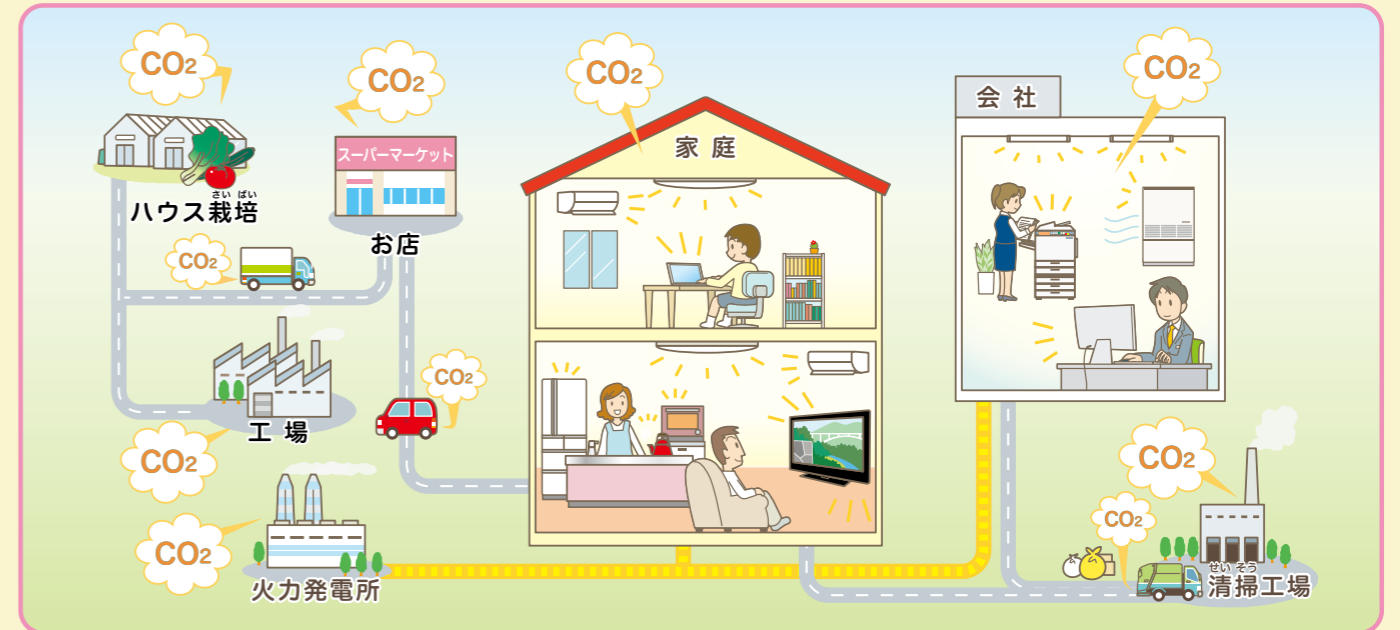 CO2
CO2
CO2
CO2
会社
家庭
スーパーマーケット
さいばい
ハウス栽培
お店
CO2
CO2
工場
CO2
CO2
CO2
CO2
火力発電所
せいそう
清掃工場